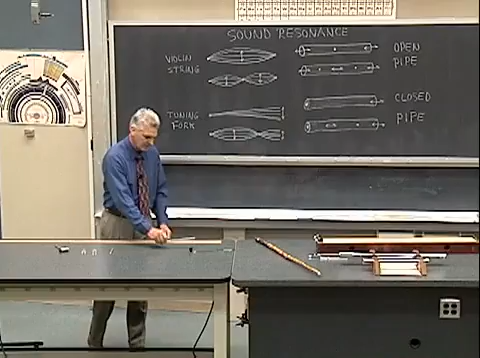 SOUND RESONANCE
VIOLIN
STRING
OPEN
PIPE
TUNING
FORK
CLOSED
PIPE